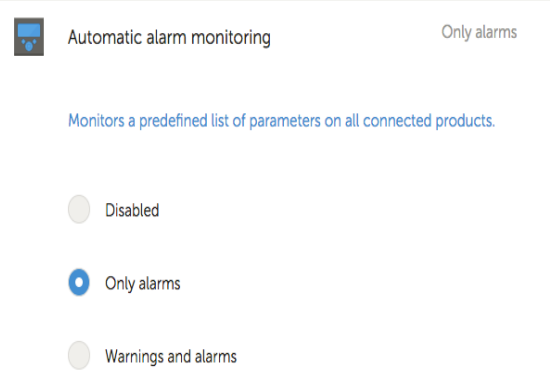 Automatic alarm monitoring Only alarms
Monitors a predefined list of parameters on all connected products.
Disabled
Only alarms
Warnings and alarms